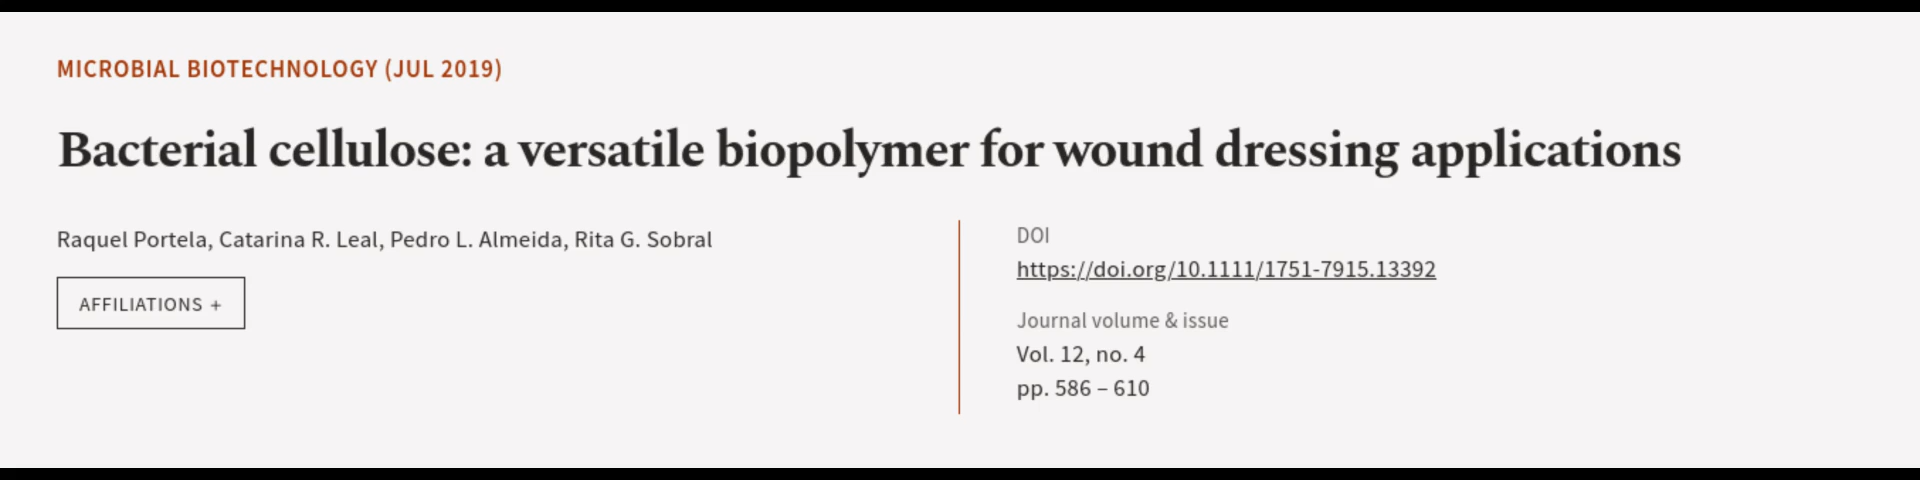 MICROBIAL BIOTECHNOLOGY (JUL 2019)
Bacterial cellulose: a versatile biopolymer for wound dressing applications
Raquel Portela, Catarina R. Leal, Pedro L. Almeida, Rita G. Sobral
AFFILIATIONS +
DOI
https://doi.org/10.1111/1751-7915.13392
Journal volume & issue
Vol. 12, no. 4
pp. 586 – 610